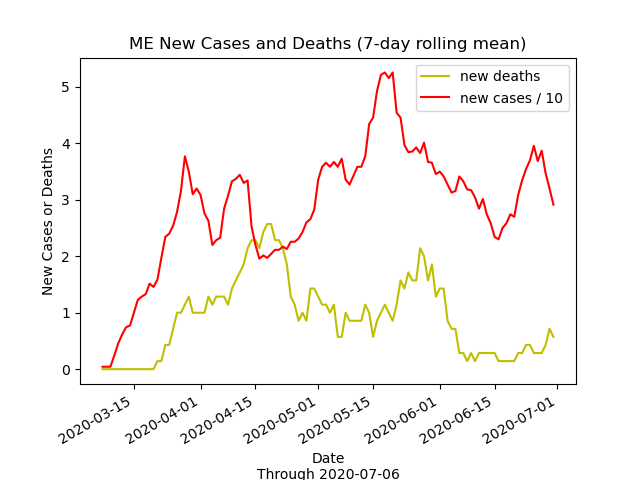 ME New Cases and Deaths (7-day rolling mean)
new deaths
new cases / 10
New Cases or Deaths
5
4
3
2
1
0
2020-03-15
2020-04-01
2020-04-15
2020-05-01
2020-05-15
2020-06-01
2020-06-15
2020-07-01
Date
Through 2020-07-06